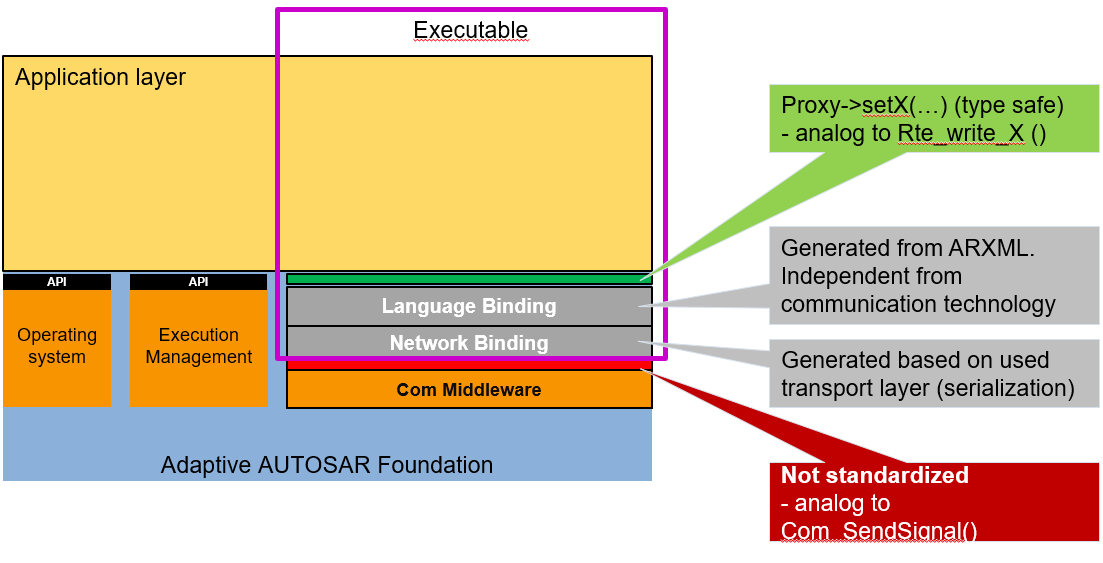 Executable
Application layer
Proxy->setX(…) (type safe)
- analog to Rte_write_X ()
Generated from ARXML.
Independent from
communication technology
API
API
Language Binding
Operating
system
Execution
Management
Network Binding
Generated based on used
transport layer (serialization)
Com Middleware
Adaptive AUTOSAR Foundation
Not standardized
- analog to
Com_SendSignal()